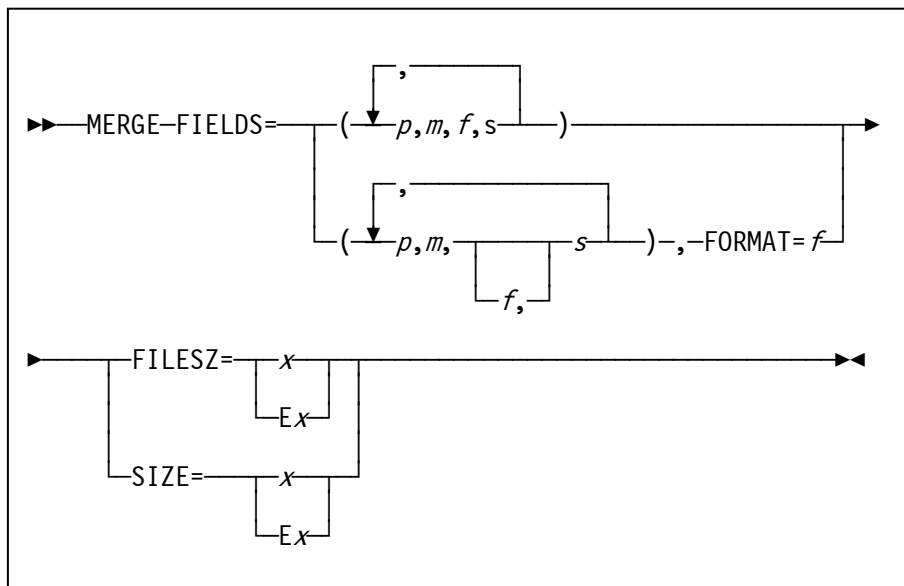 ,
MERGE FIELDS= ( p,m,f,s )
,
( p,m, s ) , FORMAT=f
f,
FILESZ= x
Ex
SIZE= x
Ex